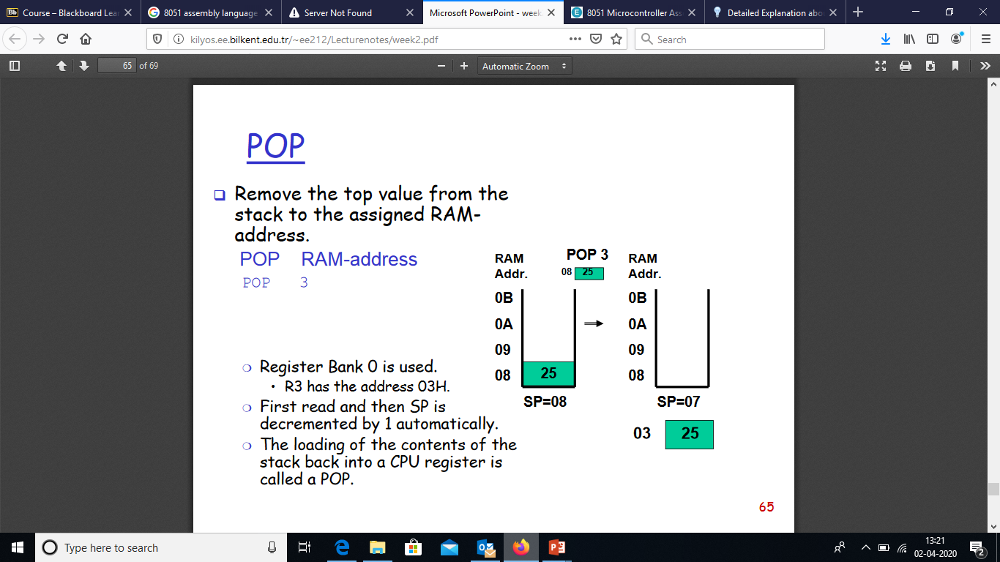 Course – Blackboard Lear
8051 assembly language
Server Not Found
Microsoft PowerPoint - week
8051 Microcontroller Ass
Detailed Explanation abo
kilyos.ee.bilkent.edu.tr/~ee212/Lecturenotes/week2.pdf
Search
65 of 69
Automatic Zoom
POP
Remove the top value from the
stack to the assigned RAM-
address.
POP RAM-address
POP 3
Register Bank 0 is used.
• R3 has the address 03H.
First read and then SP is
decremented by 1 automatically.
The loading of the contents of the
stack back into a CPU register is
called a POP.
RAM
Addr.
0B
0A
09
08 25
SP=08
POP 3
08 25
RAM
Addr.
0B
0A
09
08
SP=07
03 25
65
Type here to search
13:21
02-04-2020
2